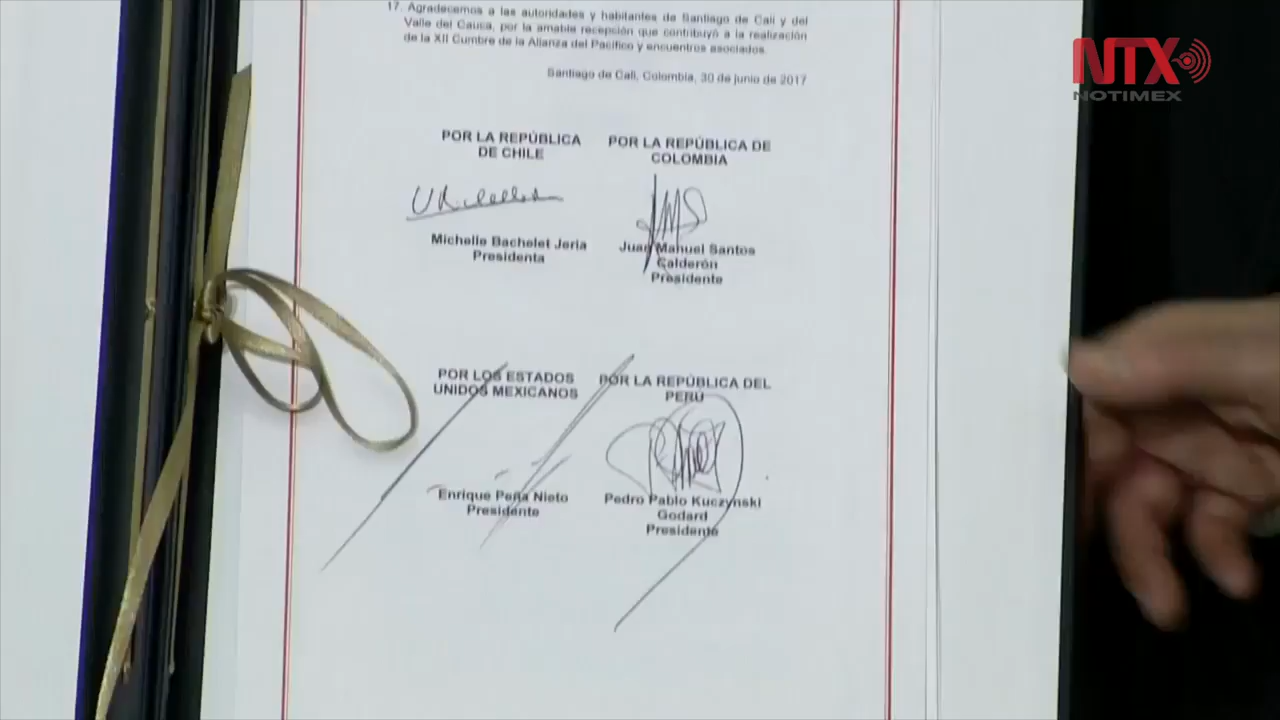 17. Agradecemos a las autoridades y habitantes de Santiago de Cali y del
Valle del Cauca, por la amable recepción que contribuyó a la realización
de la XII Cumbre de la Alianza del Pacífico y encuentros asociados.
Santiago de Cali, Colombia, 30 de junio de 2017
NTX
NOTIMEX
POR LA REPÚBLICA
DE CHILE
Michelle Bachelet Jeria
Presidenta
POR LA REPÚBLICA DE
COLOMBIA
Juan Manuel Santos
Calderón
Presidente
POR LOS ESTADOS
UNIDOS MEXICANOS
Enrique Peña Nieto
Presidente
POR LA REPÚBLICA DEL
PERÚ
Pedro Pablo Kuczynski
Godard
Presidente